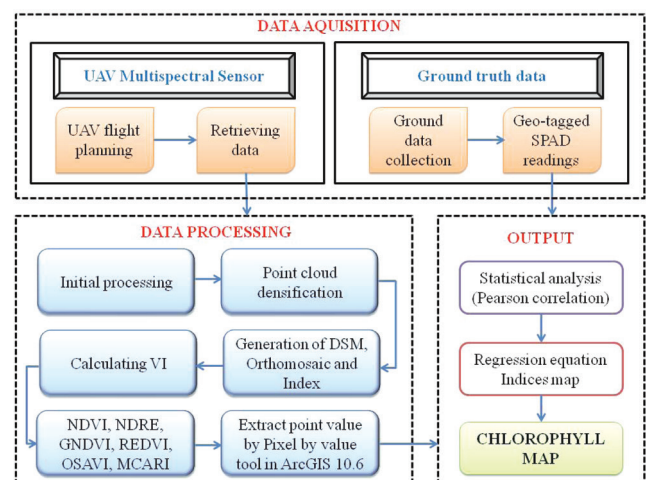 DATA AQUISITION
UAV Multispectral Sensor
UAV flight
planning
Retrieving
data
Ground truth data
Ground
data
collection
Geo-tagged
SPAD
readings
DATA PROCESSING
Initial processing
Point cloud
densification
Generation of DSM,
Orthomosaic and
Index
Calculating VI
NDVI, NDRE,
GNDVI, REDVI,
OSAVI, MCARI
Extract point value
by Pixel by value
tool in ArcGIS 10.6
OUTPUT
Statistical analysis
(Pearson correlation)
Regression equation
Indices map
CHLOROPHYLL
MAP